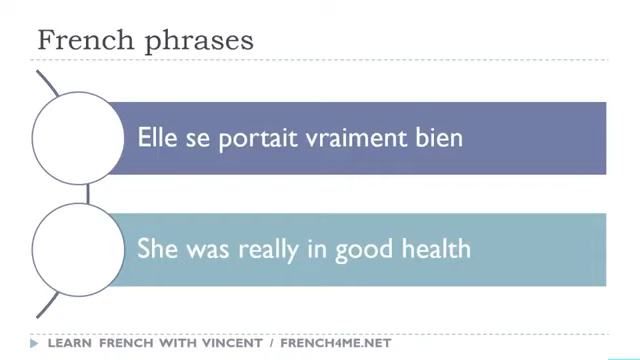 French phrases
Elle se portait vraiment bien
She was really in good health
LEARN FRENCH WITH VINCENT / FRENCH4ME.NET